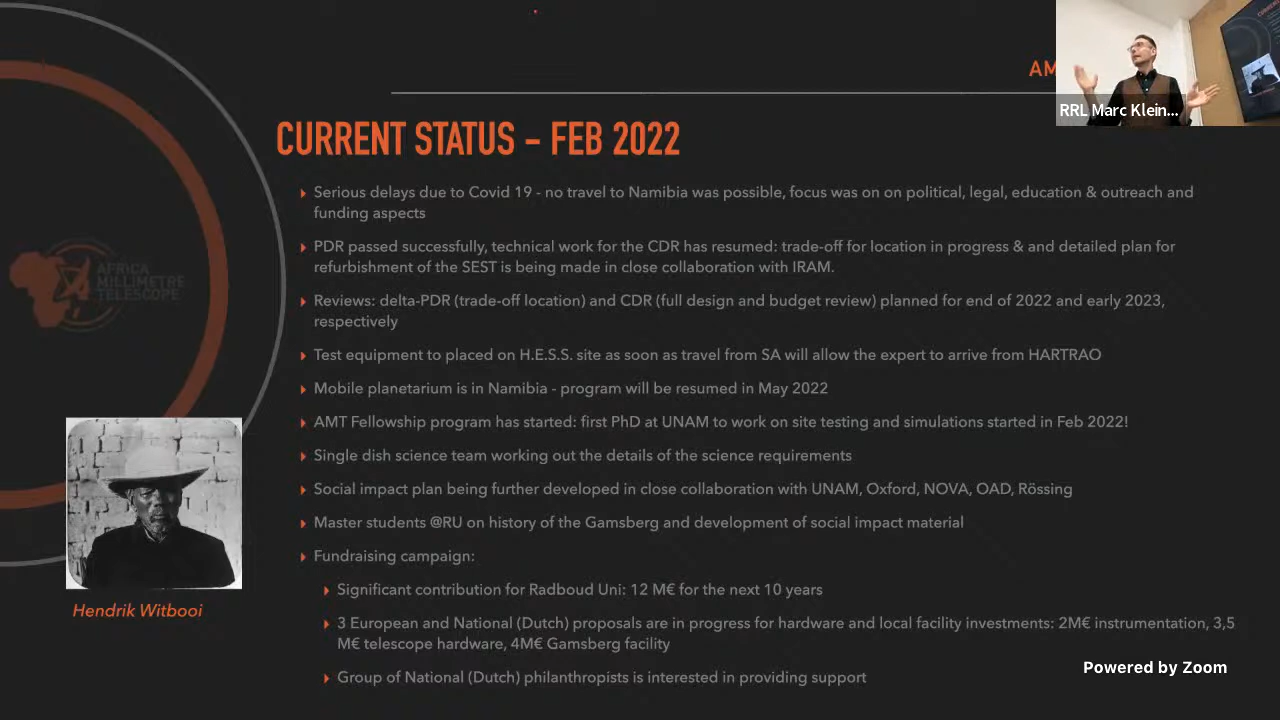 AM
RRL Marc Klein...
CURRENT STATUS - FEB 2022
Serious delays due to Covid 19 - no travel to Namibia was possible, focus was on on political, legal, education & outreach and
funding aspects
PDR passed successfully, technical work for the CDR has resumed: trade-off for location in progress & and detailed plan for
refurbishment of the SEST is being made in close collaboration with IRAM.
Reviews: delta-PDR (trade-off location) and CDR (full design and budget review) planned for end of 2022 and early 2023,
respectively
Test equipment to placed on H.E.S.S. site as soon as travel from SA will allow the expert to arrive from HARTRAO
Mobile planetarium is in Namibia - program will be resumed in May 2022
AMT Fellowship program has started: first PhD at UNAM to work on site testing and simulations started in Feb 2022!
Single dish science team working out the details of the science requirements
Social impact plan being further developed in close collaboration with UNAM, Oxford, NOVA, OAD, Rössing
Master students @RU on history of the Gamsberg and development of social impact material
Fundraising campaign:
Significant contribution for Radboud Uni: 12 M€ for the next 10 years
3 European and National (Dutch) proposals are in progress for hardware and local facility investments: 2M€ instrumentation, 3,5
M€ telescope hardware, 4M€ Gamsberg facility
Group of National (Dutch) philanthropists is interested in providing support
AFRICA
MILLIMETRE
TELESCOPE
Hendrik Witbooi
Powered by Zoom